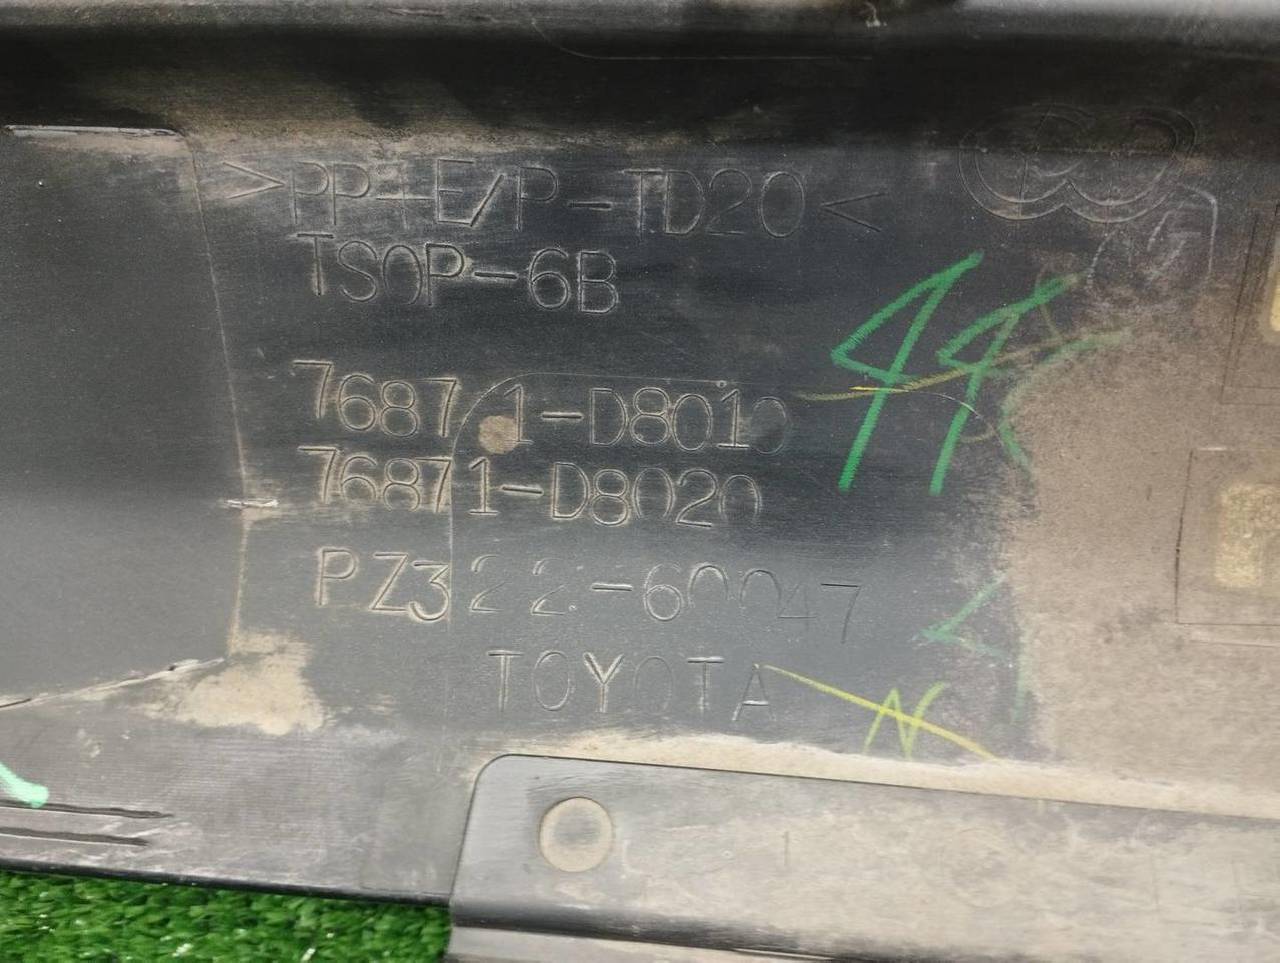 >PP+E/P-TD20<
TSOP-6B
76871-D8010
76871-D8020
PZ322-60047
TOYOTA
N